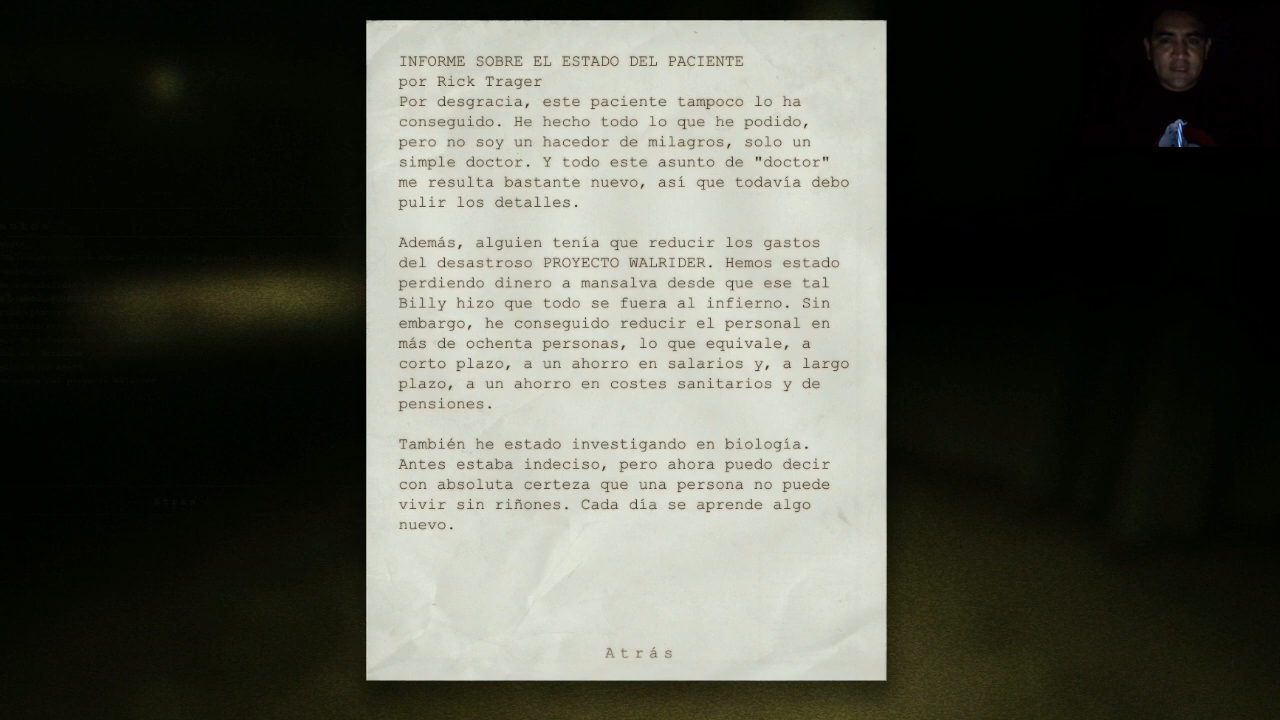 INFORME SOBRE EL ESTADO DEL PACIENTE
por Rick Trager
Por desgracia, este paciente tampoco lo ha
conseguido. He hecho todo lo que he podido,
pero no soy un hacedor de milagros, solo un
simple doctor. Y todo este asunto de "doctor"
me resulta bastante nuevo, así que todavía debo
pulir los detalles.
Además, alguien tenía que reducir los gastos
del desastroso PROYECTO WALRIDER. Hemos estado
perdiendo dinero a mansalva desde que ese tal
Billy hizo que todo se fuera al infierno. Sin
embargo, he conseguido reducir el personal en
más de ochenta personas, lo que equivale, a
corto plazo, a un ahorro en salarios y, a largo
plazo, a un ahorro en costes sanitarios y de
pensiones.
También he estado investigando en biología.
Antes estaba indeciso, pero ahora puedo decir
con absoluta certeza que una persona no puede
vivir sin riñones. Cada día se aprende algo
nuevo.
Atrás